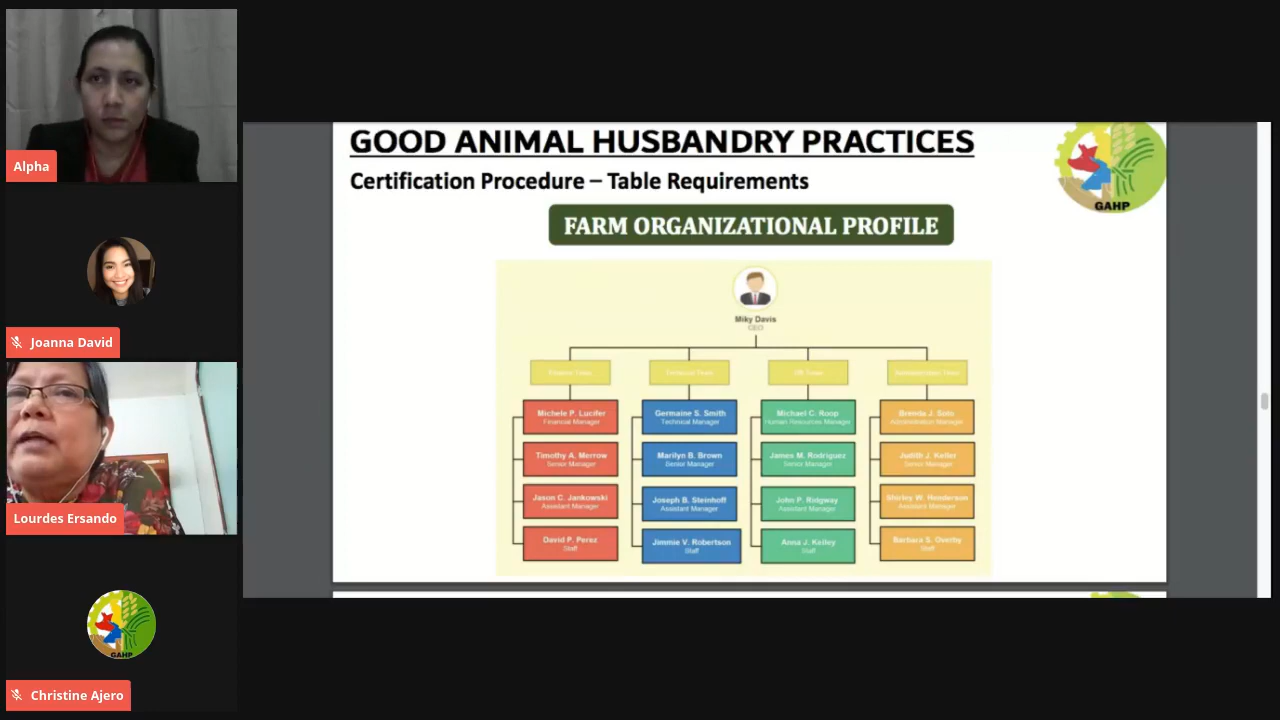 Alpha
Joanna David
Lourdes Ersando
Christine Ajero
GAHP
GOOD ANIMAL HUSBANDRY PRACTICES
Certification Procedure – Table Requirements
GAHP
FARM ORGANIZATIONAL PROFILE
Miky Davis
CEO
Michele P. Lucifer
Financial Manager
Timothy A. Merrow
Senior Manager
Jason C. Jankowski
Assistant Manager
David P. Perez
Staff
Germaine S. Smith
Technical Manager
Marilyn B. Brown
Senior Manager
Joseph B. Steinhoff
Assistant Manager
Jimmie V. Robertson
Staff
Michael C. Roop
Human Resources Manager
James M. Rodriguez
Senior Manager
John P. Ridgway
Assistant Manager
Anna J. Kelley
Staff
Brenda J. Soto
Administration Manager
Judith J. Keller
Senior Manager
Shirley W. Henderson
Assistant Manager
Barbara S. Overby
Staff